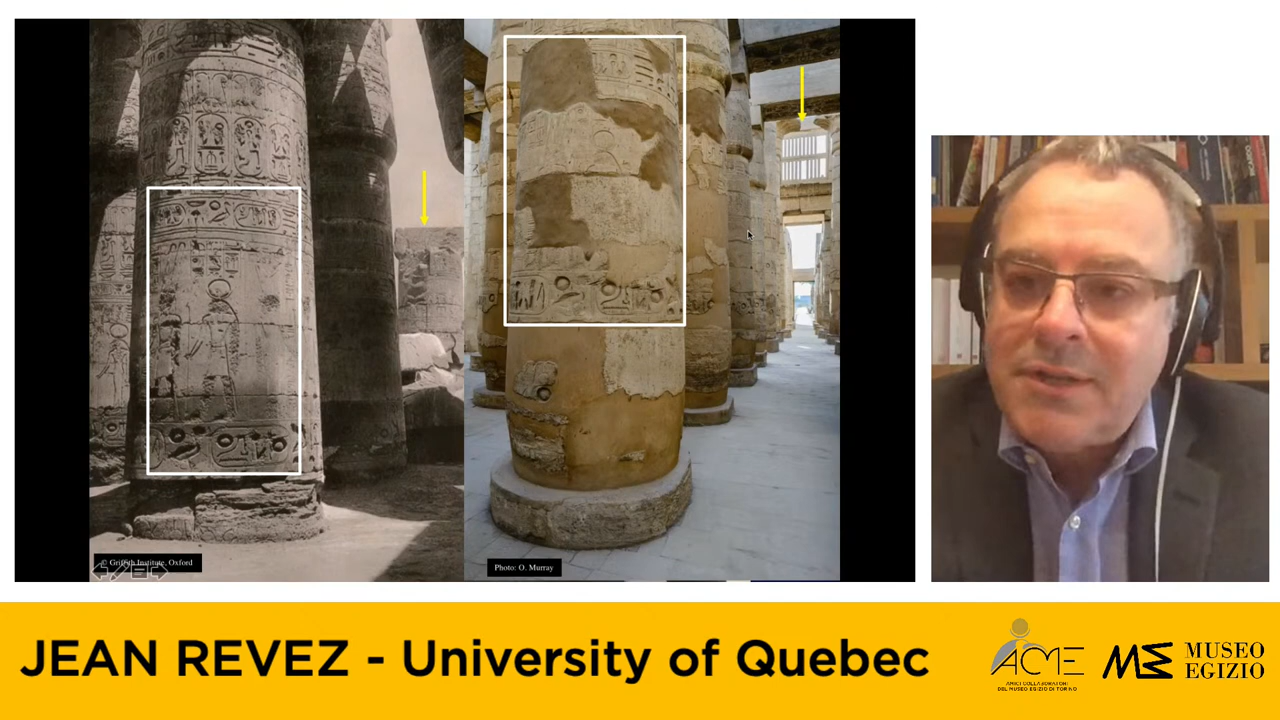 © Griffith Institute, Oxford
Photo: O. Murray
JEAN REVEZ - University of Quebec
ACME
AMICI COLLABORATORI
DEL MUSEO EGIZIO DI TORINO
ME
MUSEO
EGIZIO